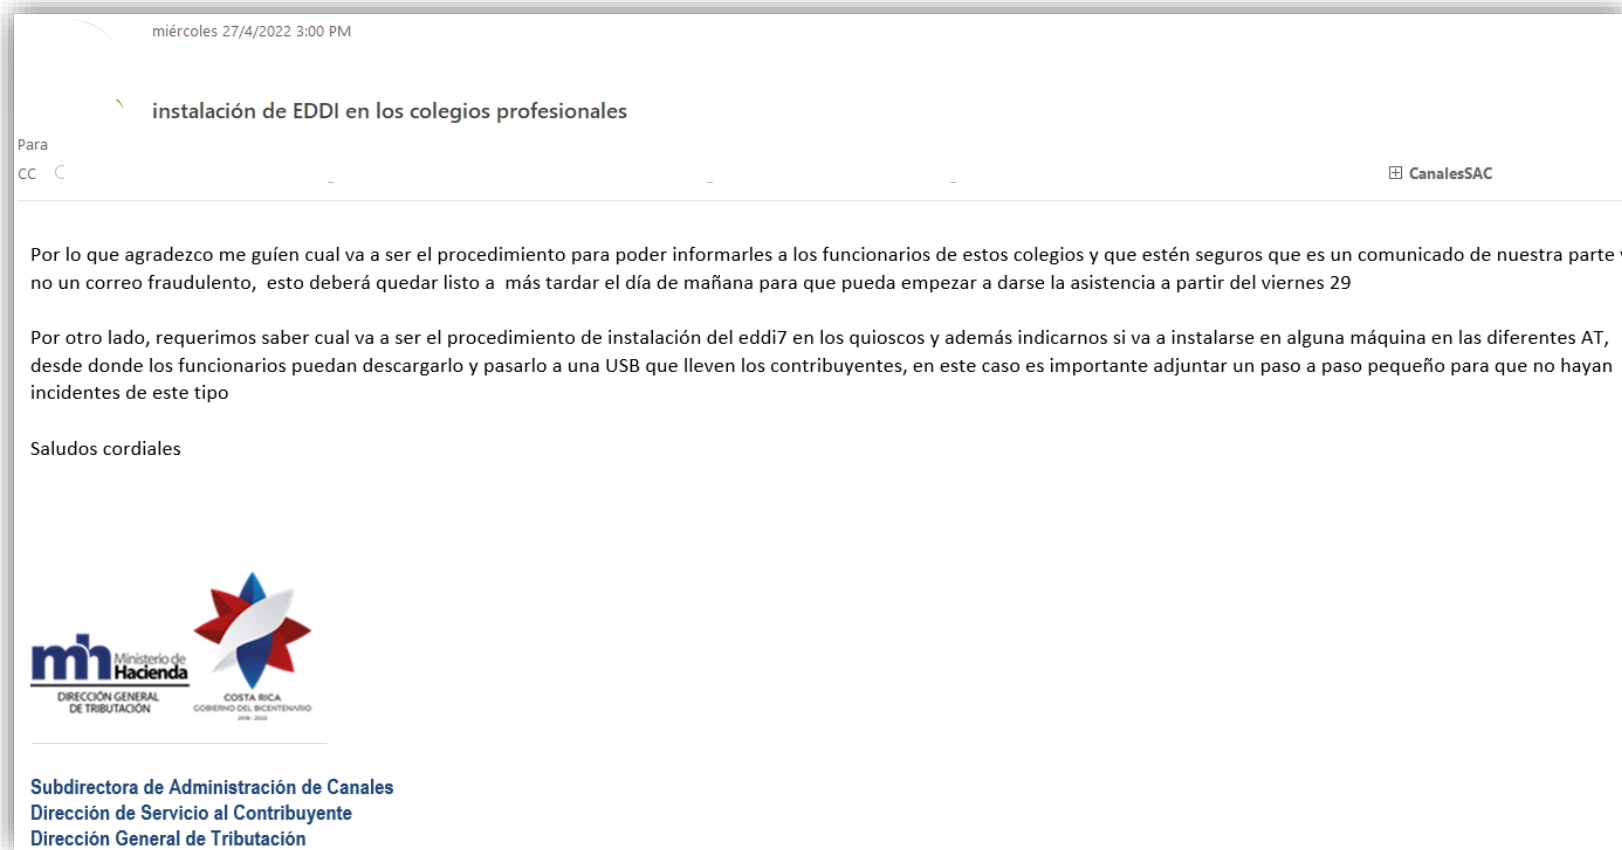 miércoles 27/4/2022 3:00 PM
instalación de EDDI en los colegios profesionales
Para
CC
CanalesSAC
Por lo que agradezco me guíen cual va a ser el procedimiento para poder informarles a los funcionarios de estos colegios y que estén seguros que es un comunicado de nuestra parte y
no un correo fraudulento,  esto deberá quedar listo a  más tardar el día de mañana para que pueda empezar a darse la asistencia a partir del viernes 29
Por otro lado, requerimos saber cual va a ser el procedimiento de instalación del eddi7 en los quioscos y además indicarnos si va a instalarse en alguna máquina en las diferentes AT,
desde donde los funcionarios puedan descargarlo y pasarlo a una USB que lleven los contribuyentes, en este caso es importante adjuntar un paso a paso pequeño para que no hayan
incidentes de este tipo
Saludos cordiales
mh Ministerio de
Hacienda
DIRECCIÓN GENERAL
DE TRIBUTACIÓN
COSTA RICA
GOBIERNO DEL BICENTENARIO
2018 - 2022
Subdirectora de Administración de Canales
Dirección de Servicio al Contribuyente
Dirección General de Tributación